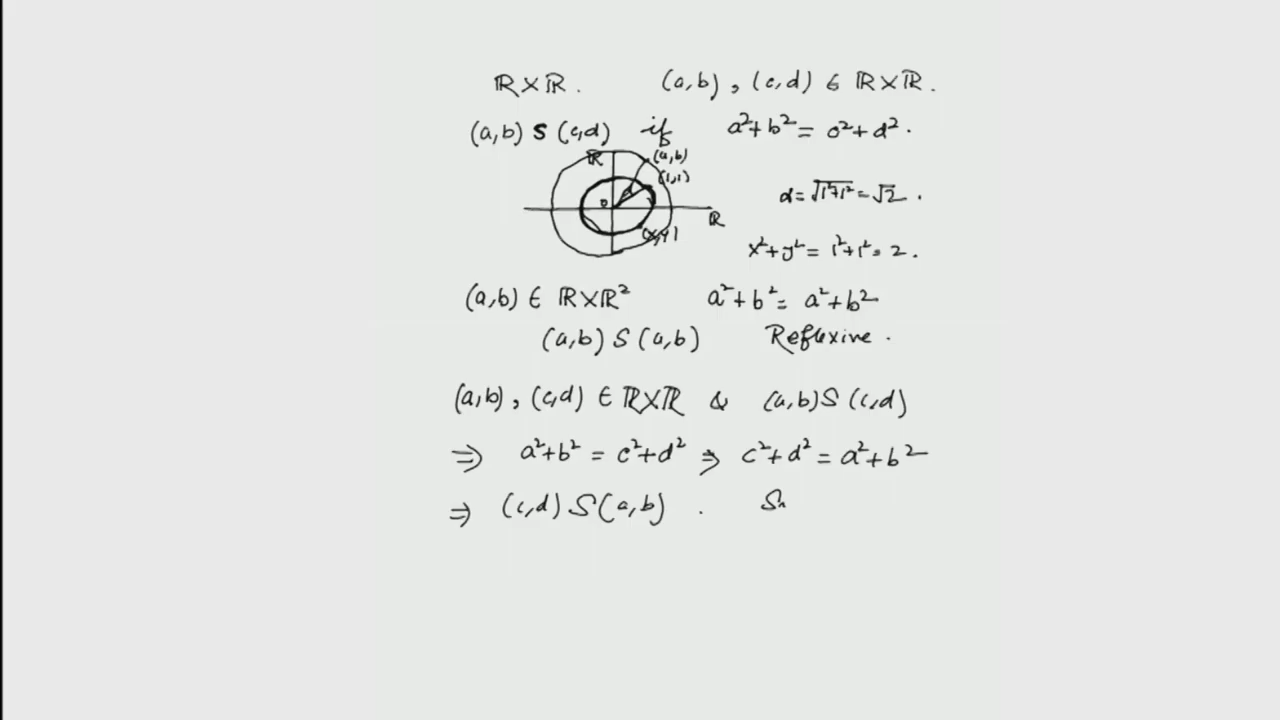 ℝ×ℝ. (a,b), (c,d) ∈ ℝ×ℝ.
(a,b) S (c,d) if a²+b² = c²+d².
ℝ (a,b)
(1,1)
d d=√1²+1² = √2.
0 ℝ
(x,y) x²+y² = 1²+1² = 2.
(a,b) ∈ ℝ×ℝ² a²+b² = a²+b²
(a,b) S (a,b) Reflexive.
(a,b), (c,d) ∈ ℝ×ℝ & (a,b) S (c,d)
⇒ a²+b² = c²+d² ⇒ c²+d² = a²+b²
⇒ (c,d) S (a,b).